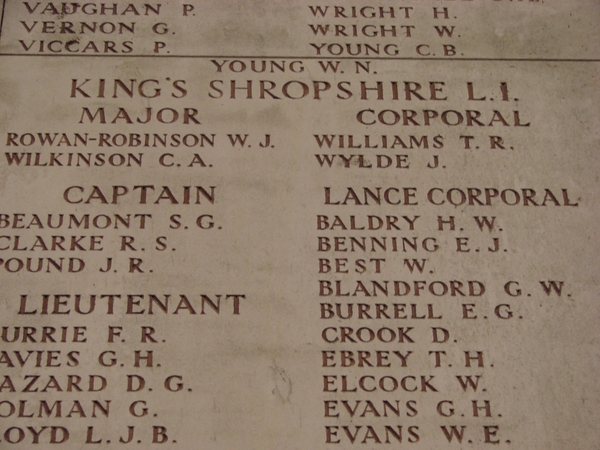 VAUGHAN P.
VERNON G.
VICCARS P.
WRIGHT H.
WRIGHT W.
YOUNG C.B.
YOUNG W.N.
KING'S SHROPSHIRE L.I.
MAJOR
ROWAN-ROBINSON W.J.
WILKINSON C.A.
CAPTAIN
BEAUMONT S.G.
CLARKE R.S.
POUND J.R.
LIEUTENANT
URRIE F.R.
AVIES G.H.
AZARD D.G.
OLMAN G.
LOYD L.J.B.
CORPORAL
WILLIAMS T.R.
WYLDE J.
LANCE CORPORAL
BALDRY H.W.
BENNING E.J.
BEST W.
BLANDFORD G.W.
BURRELL E.G.
CROOK D.
EBREY T.H.
ELCOCK W.
EVANS G.H.
EVANS W.E.